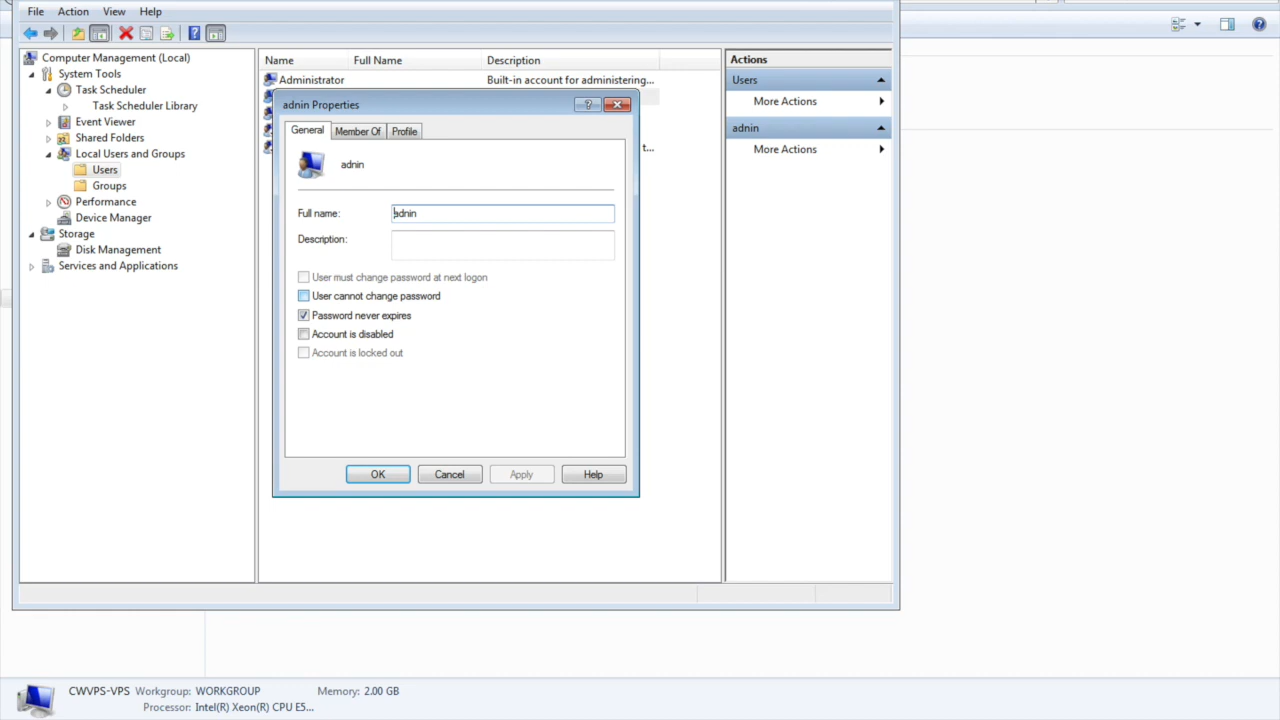 File Action View Help
Computer Management (Local)
System Tools
Task Scheduler
Task Scheduler Library
Event Viewer
Shared Folders
Local Users and Groups
Users
Groups
Performance
Device Manager
Storage
Disk Management
Services and Applications
Name Full Name Description
Administrator Built-in account for administering...
t...
admin Properties
General Member Of Profile
admin
Full name: admin
Description:
User must change password at next logon
User cannot change password
Password never expires
Account is disabled
Account is locked out
OK Cancel Apply Help
Actions
Users
More Actions
admin
More Actions
CWVPS-VPS Workgroup: WORKGROUP Memory: 2.00 GB
Processor: Intel(R) Xeon(R) CPU E5...